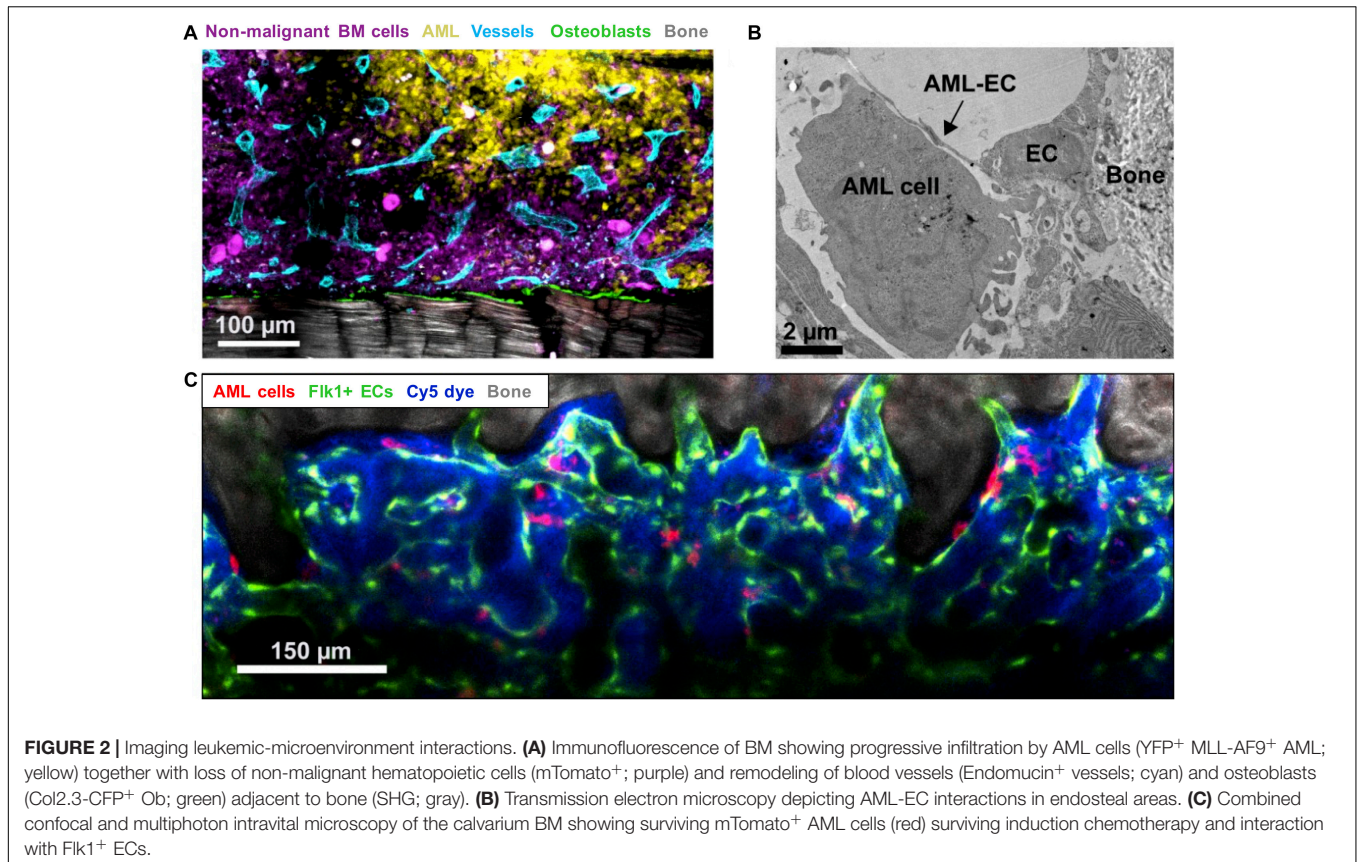 A Non-malignant BM cells AML Vessels Osteoblasts Bone
100 µm
B
AML-EC
EC
AML cell
Bone
2 µm
C
AML cells Flk1+ ECs Cy5 dye Bone
150 µm
FIGURE 2 | Imaging leukemic-microenvironment interactions. (A) Immunofluorescence of BM showing progressive infiltration by AML cells (YFP⁺ MLL-AF9⁺ AML;
yellow) together with loss of non-malignant hematopoietic cells (mTomato⁺; purple) and remodeling of blood vessels (Endomucin⁺ vessels; cyan) and osteoblasts
(Col2.3-CFP⁺ Ob; green) adjacent to bone (SHG; gray). (B) Transmission electron microscopy depicting AML-EC interactions in endosteal areas. (C) Combined
confocal and multiphoton intravital microscopy of the calvarium BM showing surviving mTomato⁺ AML cells (red) surviving induction chemotherapy and interaction
with Flk1⁺ ECs.